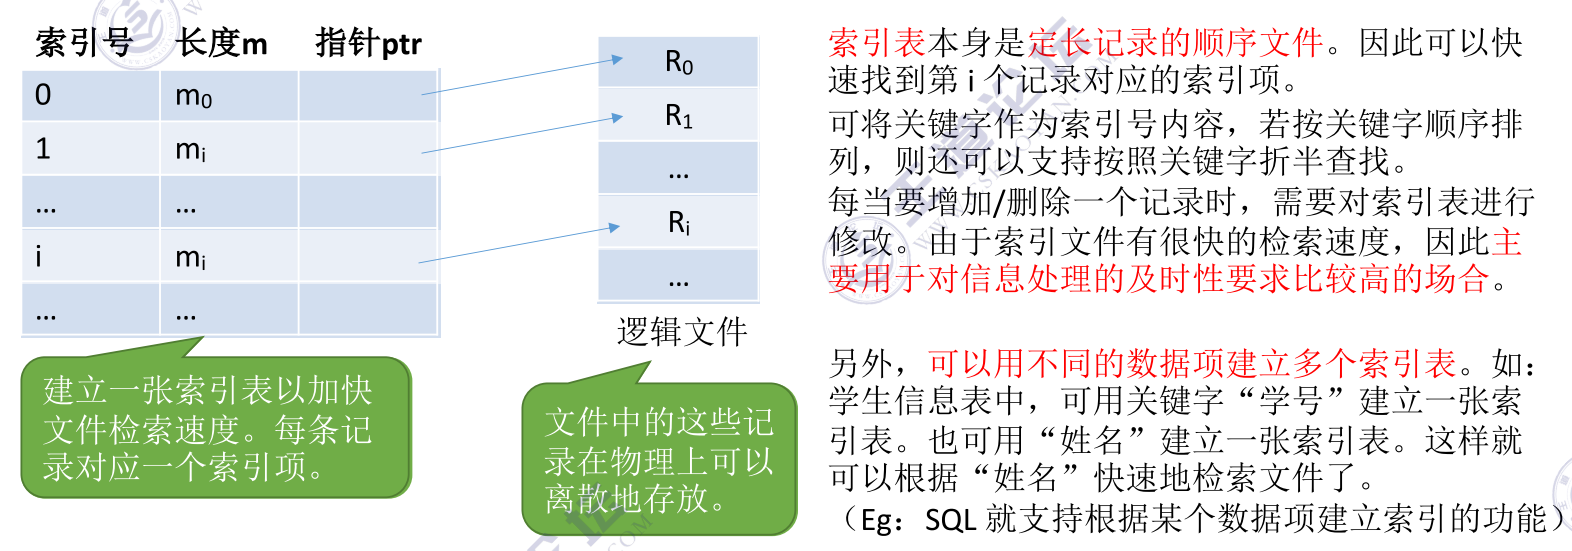 索引号 长度m 指针ptr
0 m0
1 mi
... ...
i mi
... ...
R0
R1
...
Ri
...
逻辑文件
建立一张索引表以加快
文件检索速度。每条记
录对应一个索引项。
文件中的这些记
录在物理上可以
离散地存放。
索引表本身是定长记录的顺序文件。因此可以快
速找到第 i 个记录对应的索引项。
可将关键字作为索引号内容，若按关键字顺序排
列，则还可以支持按照关键字折半查找。
每当要增加/删除一个记录时，需要对索引表进行
修改。由于索引文件有很快的检索速度，因此主
要用于对信息处理的及时性要求比较高的场合。
另外，可以用不同的数据项建立多个索引表。如：
学生信息表中，可用关键字“学号”建立一张索
引表。也可用“姓名”建立一张索引表。这样就
可以根据“姓名”快速地检索文件了。
（Eg：SQL 就支持根据某个数据项建立索引的功能）